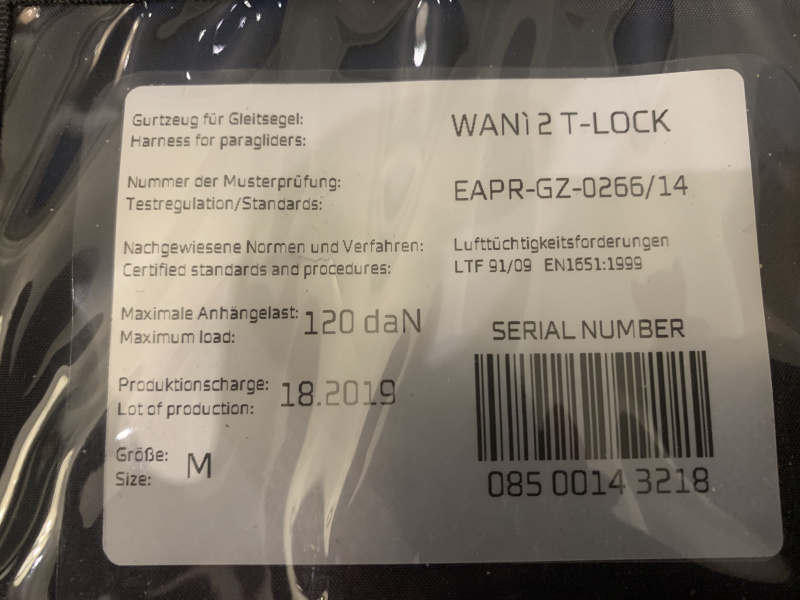 Gurtzeug für Gleitsegel:
Harness for paragliders:
WANÌ 2 T-LOCK
Nummer der Musterprüfung:
Testregulation/Standards:
EAPR-GZ-0266/14
Nachgewiesene Normen und Verfahren:
Certified standards and procedures:
Lufttüchtigkeitsforderungen
LTF 91/09 EN1651:1999
Maximale Anhängelast:
Maximum load:
120 daN
Produktionscharge:
Lot of production:
18.2019
Größe:
Size:
M
SERIAL NUMBER
085 0014 3218